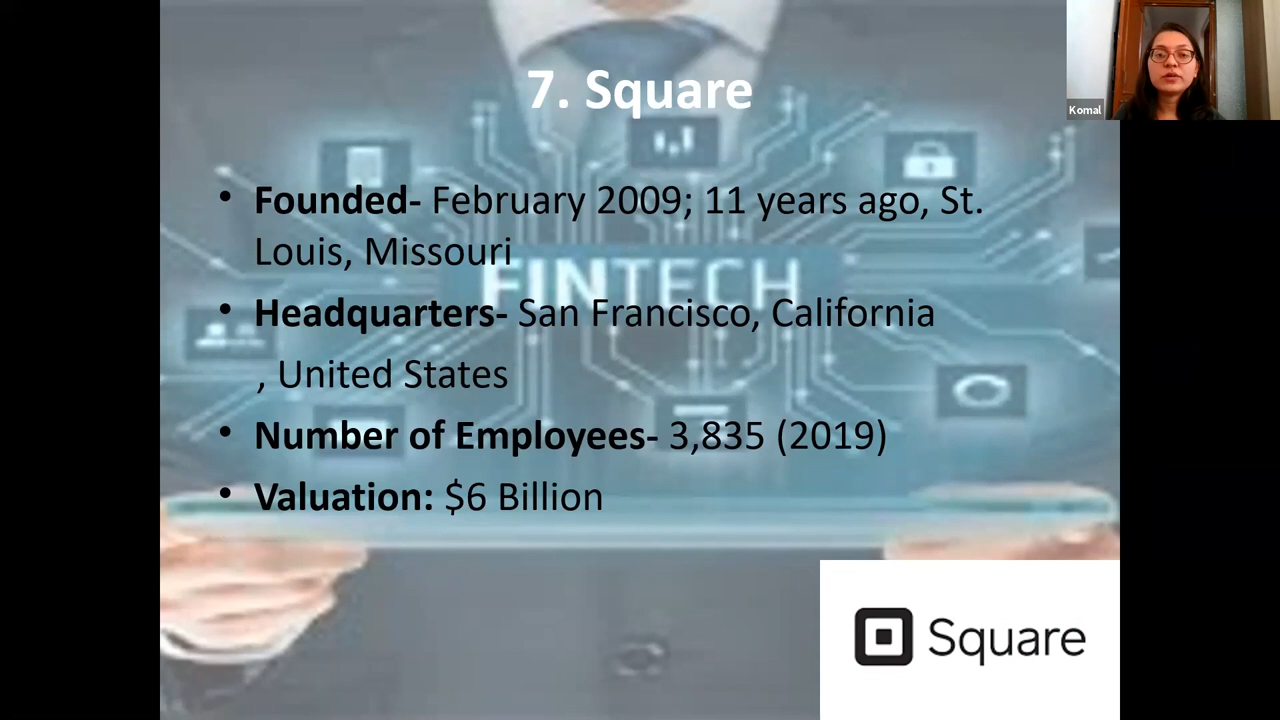 7. Square
Komal
• Founded- February 2009; 11 years ago, St.
Louis, Missouri
FINTECH
• Headquarters- San Francisco, California
, United States
• Number of Employees- 3,835 (2019)
• Valuation: $6 Billion
Square